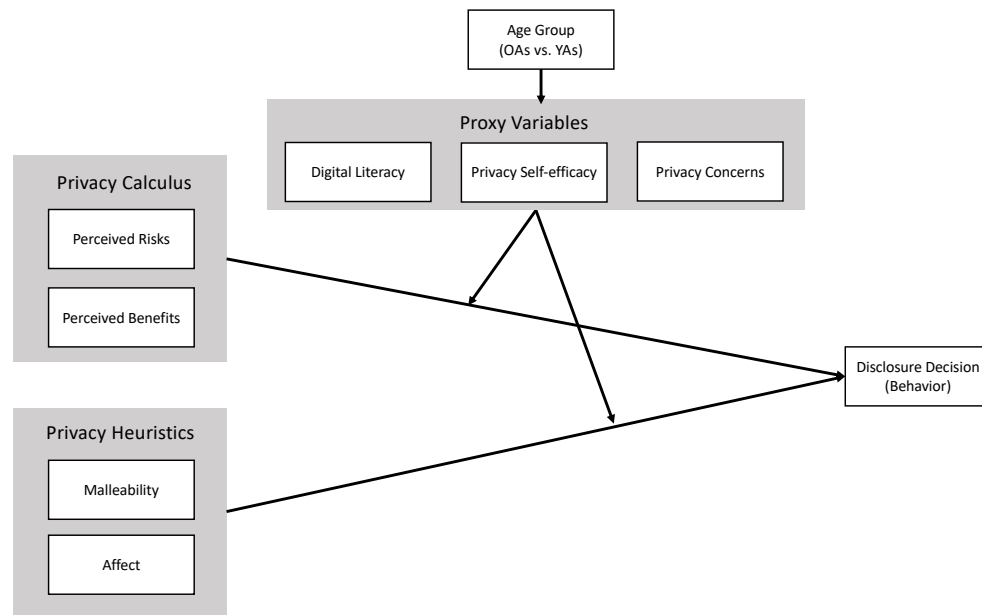 Age Group
(OAs vs. YAs)
Proxy Variables
Digital Literacy
Privacy Self-efficacy
Privacy Concerns
Privacy Calculus
Perceived Risks
Perceived Benefits
Disclosure Decision
(Behavior)
Privacy Heuristics
Malleability
Affect